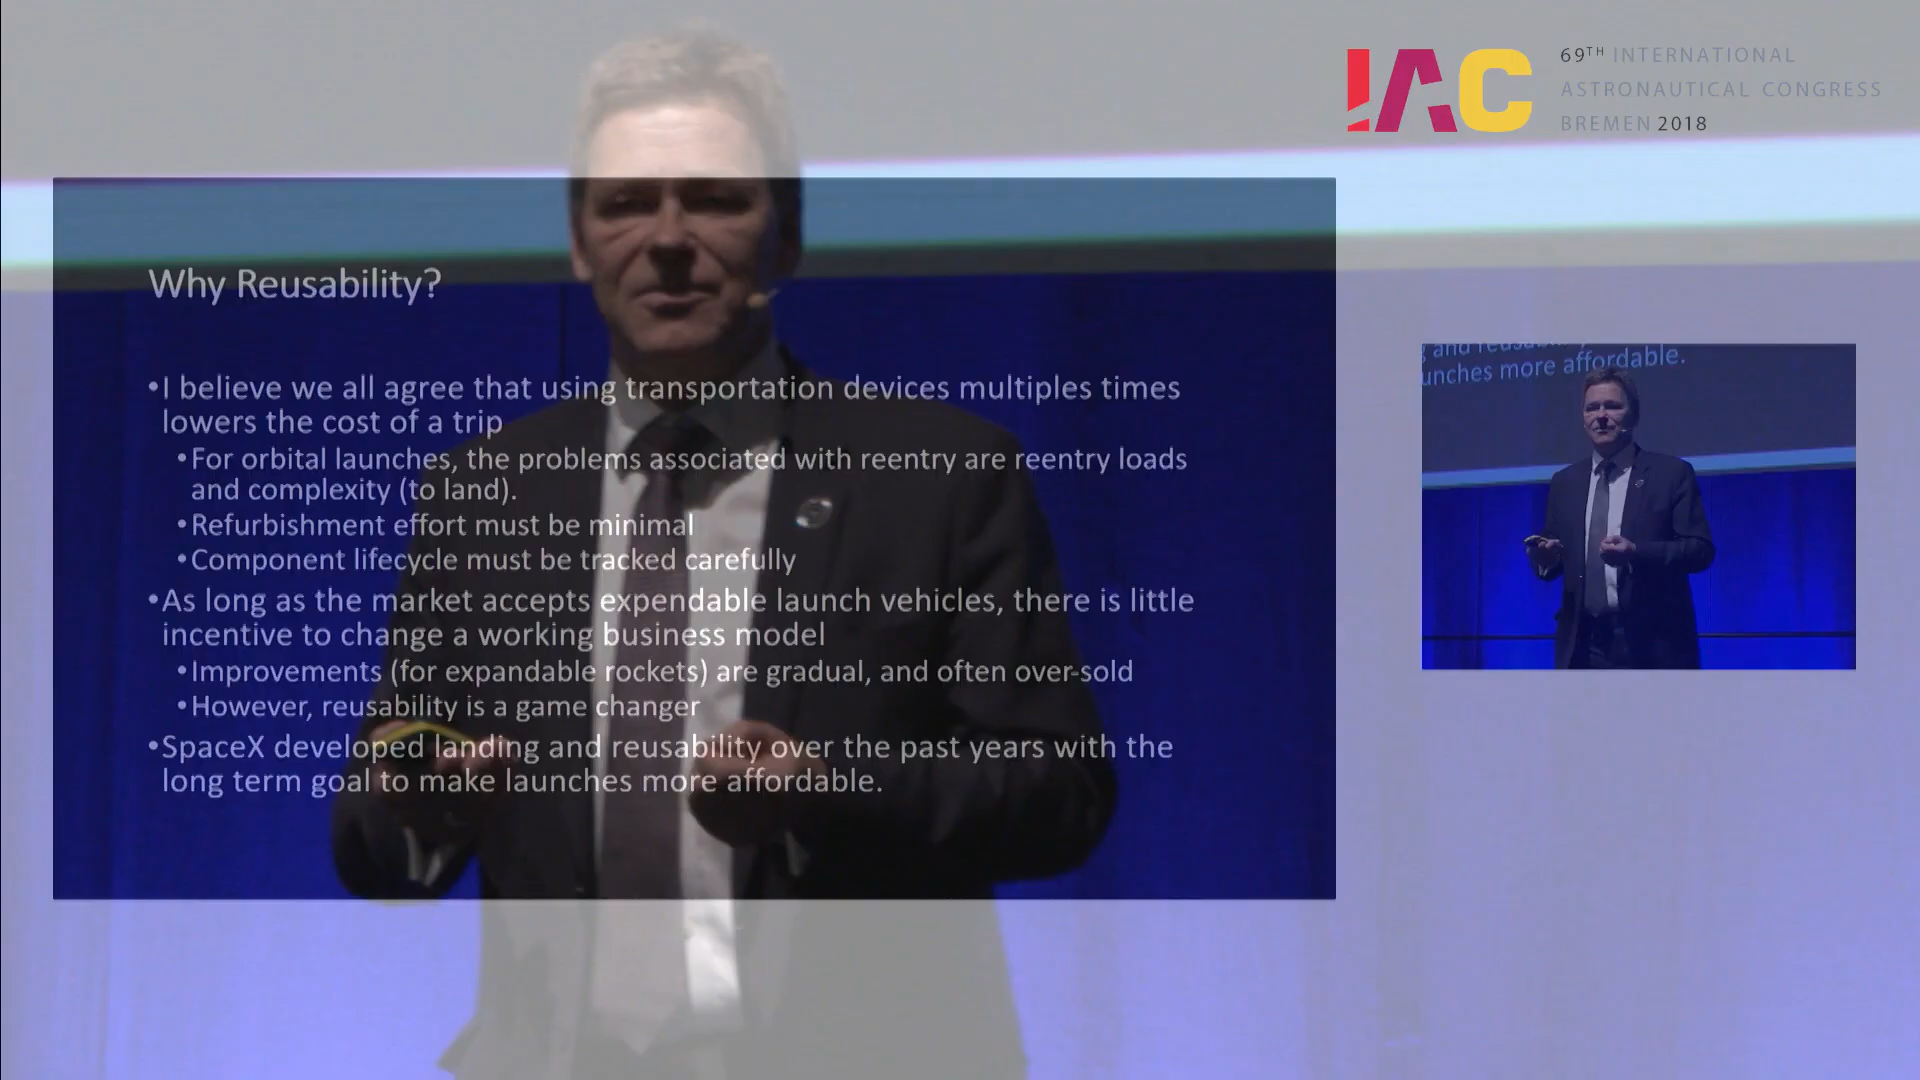 IAC
69TH INTERNATIONAL
ASTRONAUTICAL CONGRESS
BREMEN 2018
Why Reusability?
•I believe we all agree that using transportation devices multiples times
lowers the cost of a trip
•For orbital launches, the problems associated with reentry are reentry loads
and complexity (to land).
•Refurbishment effort must be minimal
•Component lifecycle must be tracked carefully
•As long as the market accepts expendable launch vehicles, there is little
incentive to change a working business model
•Improvements (for expandable rockets) are gradual, and often over-sold
•However, reusability is a game changer
•SpaceX developed landing and reusability over the past years with the
long term goal to make launches more affordable.
and
more affordable.